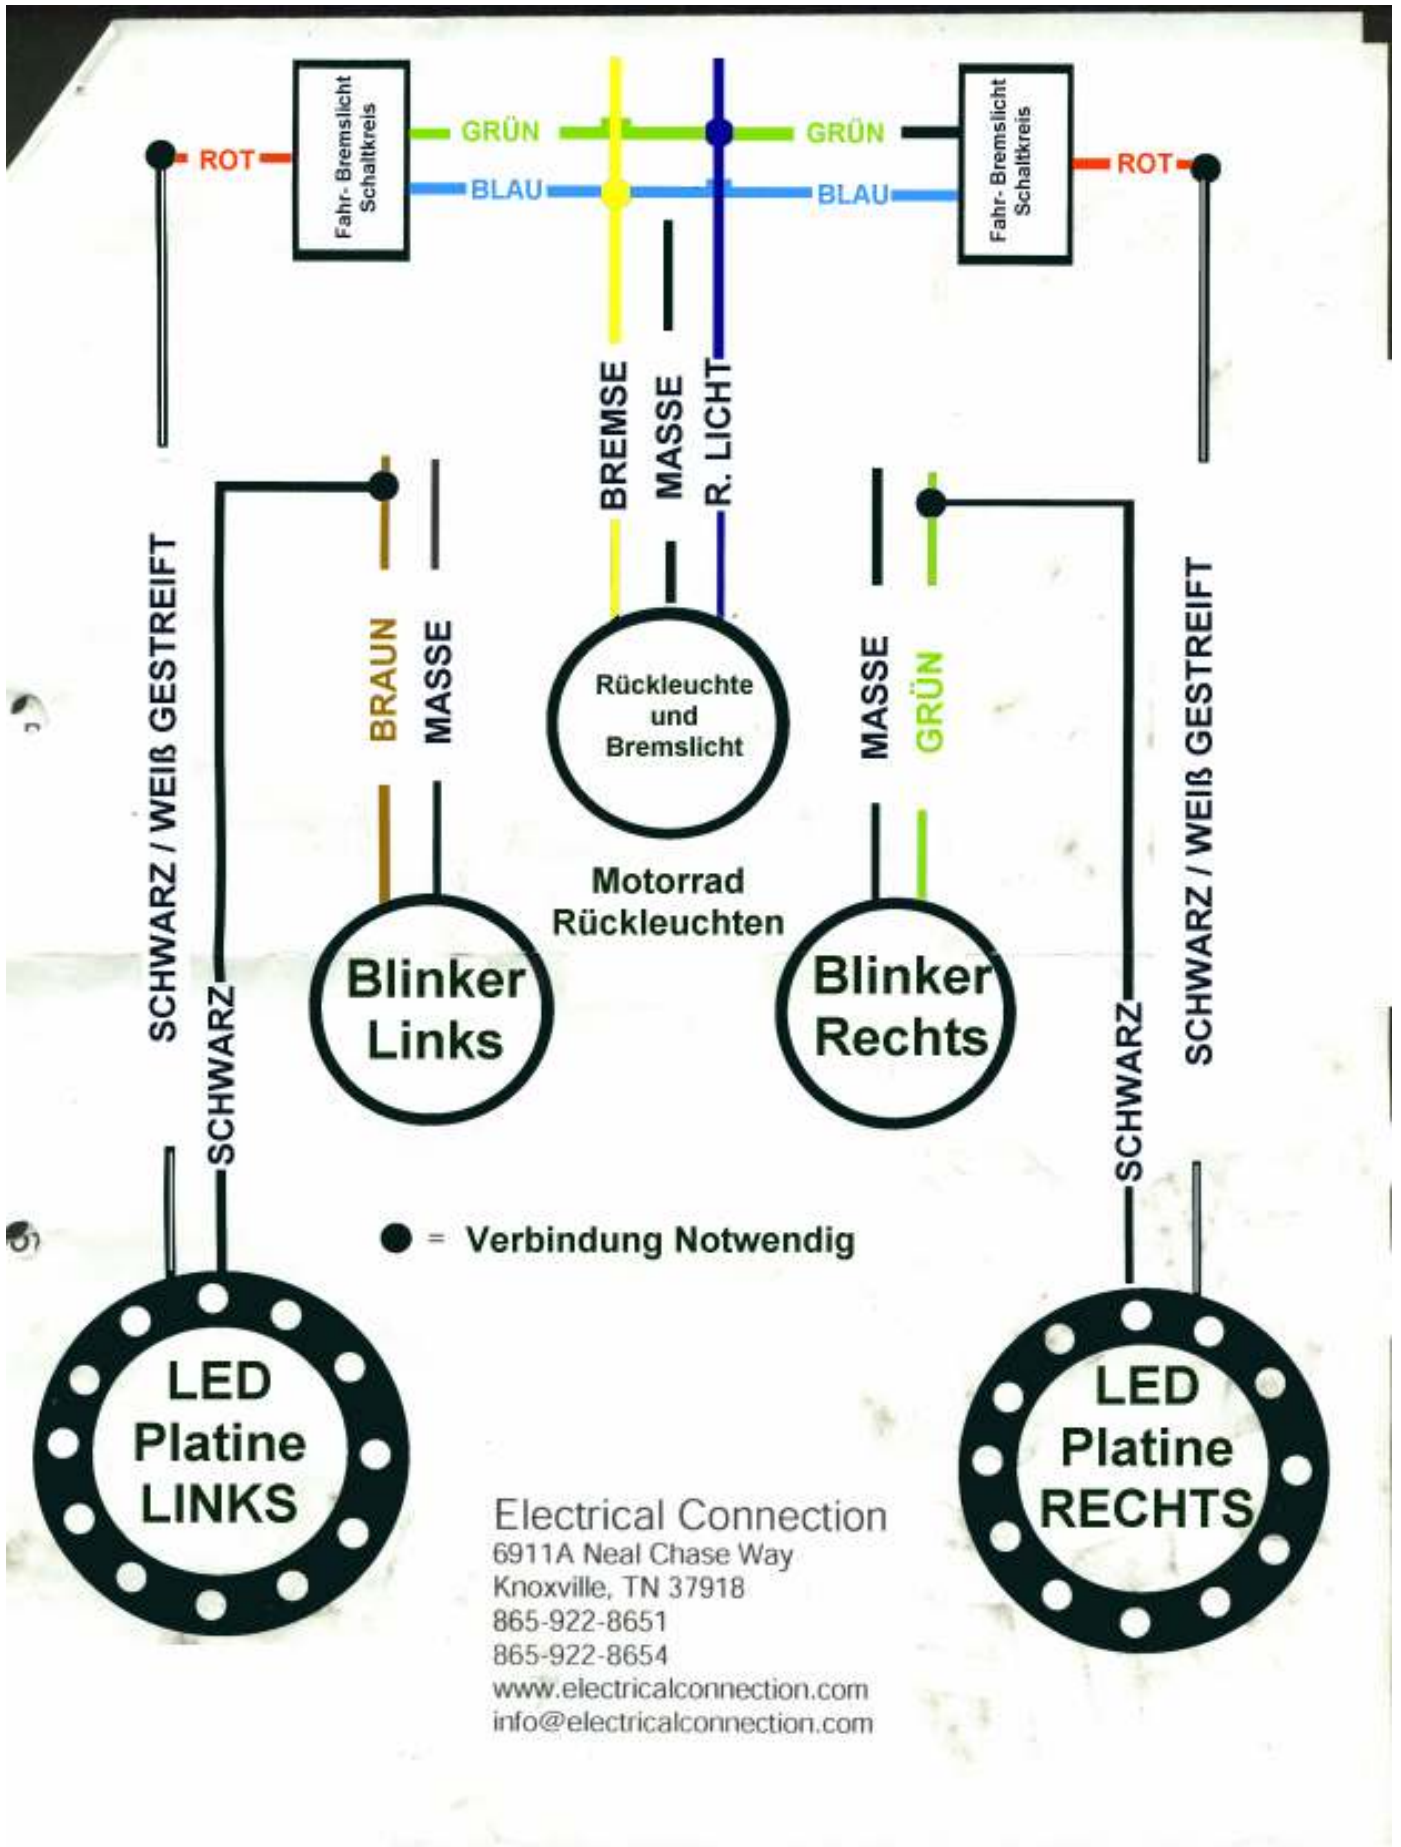 Fahr- Bremslicht
Schaltkreis
Fahr- Bremslicht
Schaltkreis
ROT
GRÜN
GRÜN
ROT
BLAU
BLAU
BREMSE
MASSE
R. LICHT
SCHWARZ / WEIß GESTREIFT
SCHWARZ
BRAUN
MASSE
MASSE
GRÜN
SCHWARZ
SCHWARZ / WEIß GESTREIFT
Rückleuchte
und
Bremslicht
Motorrad
Rückleuchten
Blinker
Links
Blinker
Rechts
= Verbindung Notwendig
LED
Platine
LINKS
LED
Platine
RECHTS
Electrical Connection
6911A Neal Chase Way
Knoxville, TN 37918
865-922-8651
865-922-8654
www.electricalconnection.com
info@electricalconnection.com